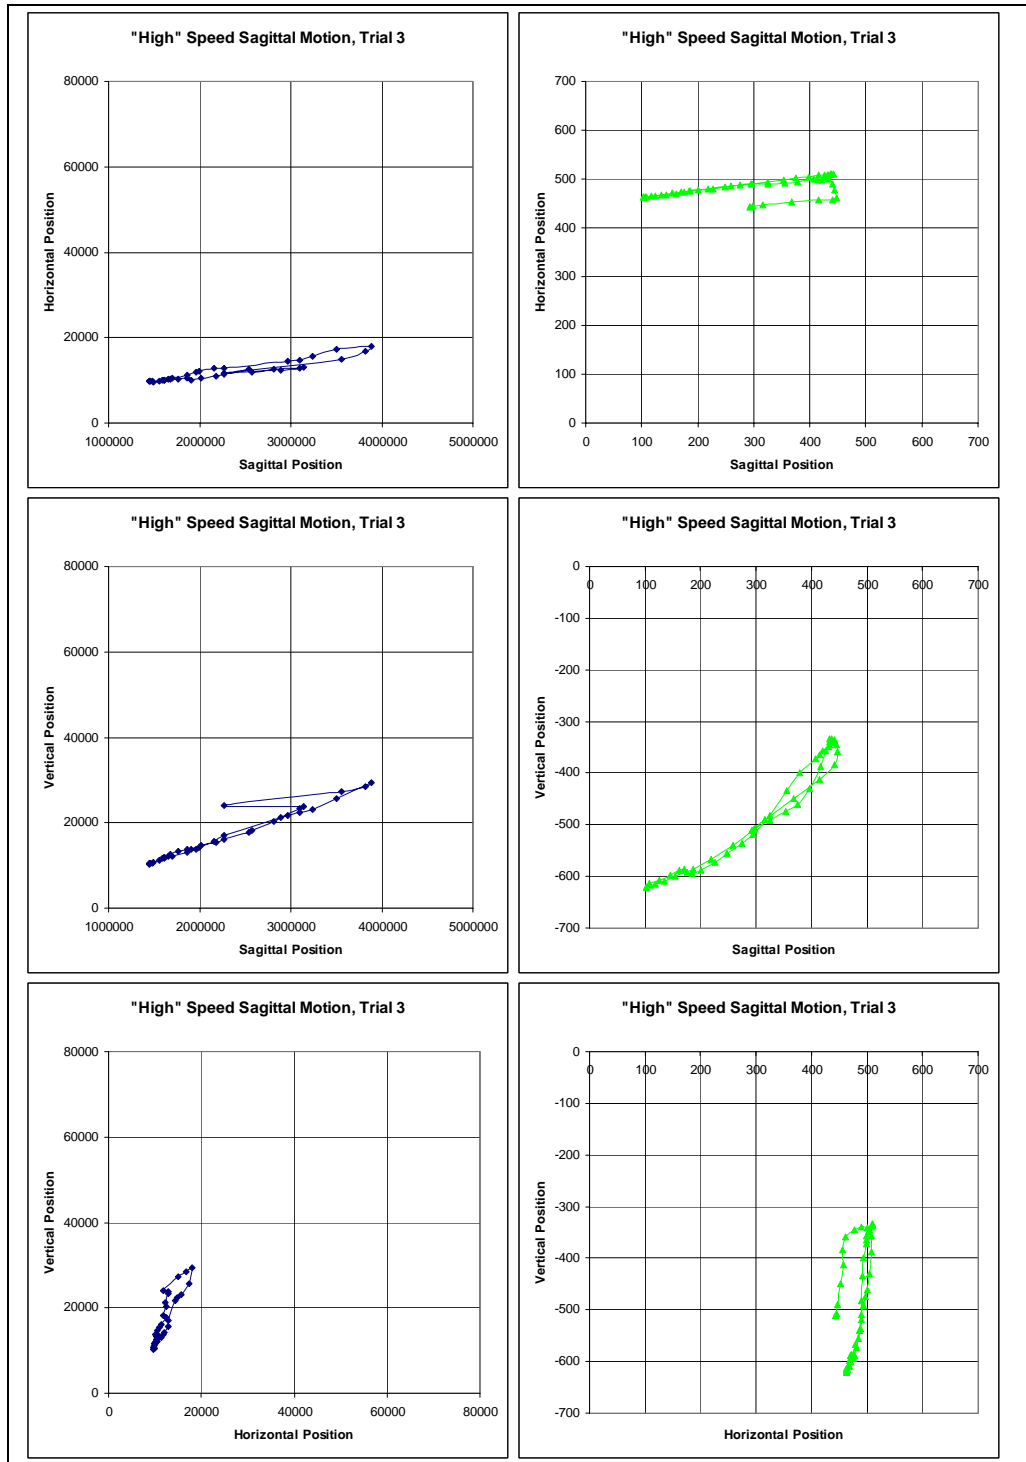 "High" Speed Sagittal Motion, Trial 3
80000
60000
40000
20000
0
1000000 2000000 3000000 4000000 5000000
Horizontal Position
Sagittal Position
"High" Speed Sagittal Motion, Trial 3
700
600
500
400
300
200
100
0
0 100 200 300 400 500 600 700
Horizontal Position
Sagittal Position
"High" Speed Sagittal Motion, Trial 3
80000
60000
40000
20000
0
1000000 2000000 3000000 4000000 5000000
Vertical Position
Sagittal Position
"High" Speed Sagittal Motion, Trial 3
0
0 100 200 300 400 500 600 700
-100
-200
-300
-400
-500
-600
-700
Vertical Position
Sagittal Position
"High" Speed Sagittal Motion, Trial 3
80000
60000
40000
20000
0
0 20000 40000 60000 80000
Vertical Position
Horizontal Position
"High" Speed Sagittal Motion, Trial 3
0
0 100 200 300 400 500 600 700
-100
-200
-300
-400
-500
-600
-700
Vertical Position
Horizontal Position